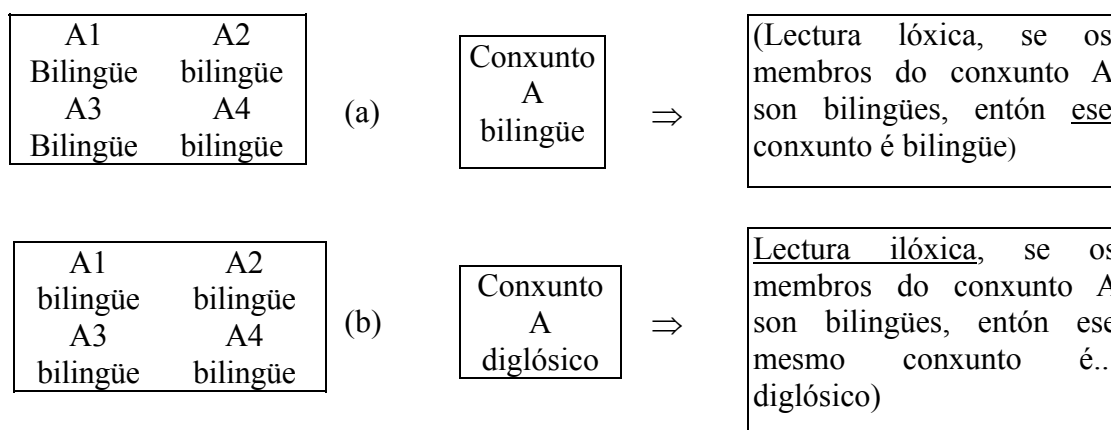 A1 A2
Bilingüe bilingüe
A3 A4
Bilingüe bilingüe
(a)
Conxunto
A
bilingüe
⇒
(Lectura lóxica, se os
membros do conxunto A
son bilingües, entón ese
conxunto é bilingüe)
A1 A2
bilingüe bilingüe
A3 A4
bilingüe bilingüe
(b)
Conxunto
A
diglósico
⇒
Lectura ilóxica, se os
membros do conxunto A
son bilingües, entón ese
mesmo conxunto é...
diglósico)